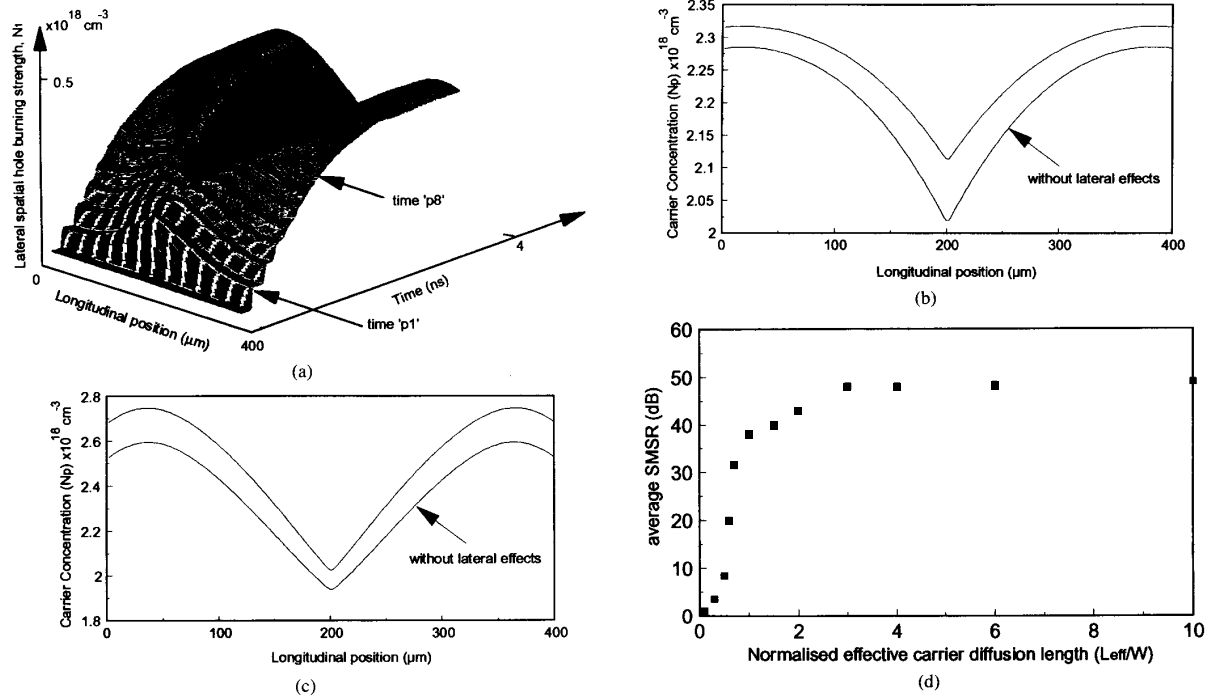 Lateral spatial hole burning strength, N1
x10^18 cm^-3
0.5
0
Longitudinal position (µm)
400
Time (ns)
4
time 'p8'
time 'p1'
(a)
Carrier Concentration (Np) x10^18 cm^-3
2.35
2.3
2.25
2.2
2.15
2.1
2.05
2
without lateral effects
0
100
200
300
400
Longitudinal position (µm)
(b)
Carrier Concentration (Np) x10^18 cm^-3
2.8
2.6
2.4
2.2
2
1.8
without lateral effects
0
100
200
300
400
Longitudinal position (µm)
(c)
average SMSR (dB)
60
50
40
30
20
10
0
0
2
4
6
8
10
Normalised effective carrier diffusion length (Leff/W)
(d)